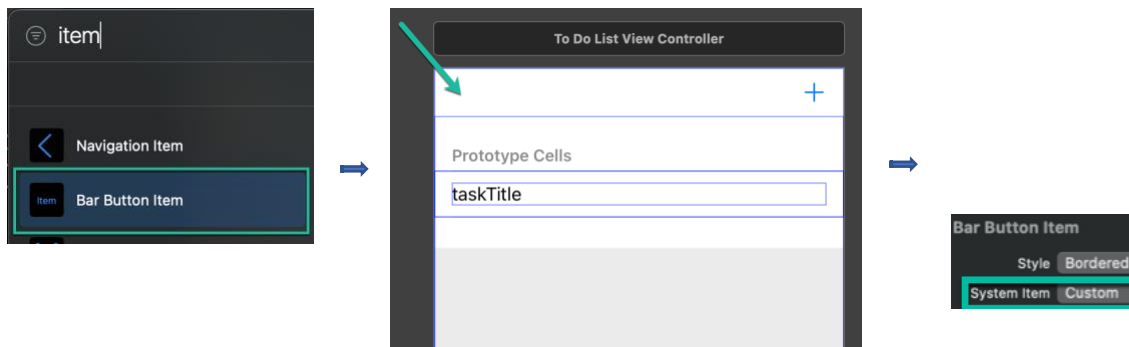 item
Navigation Item
Item
Bar Button Item
To Do List View Controller
+
Prototype Cells
taskTitle
Bar Button Item
Style Bordered
System Item Custom